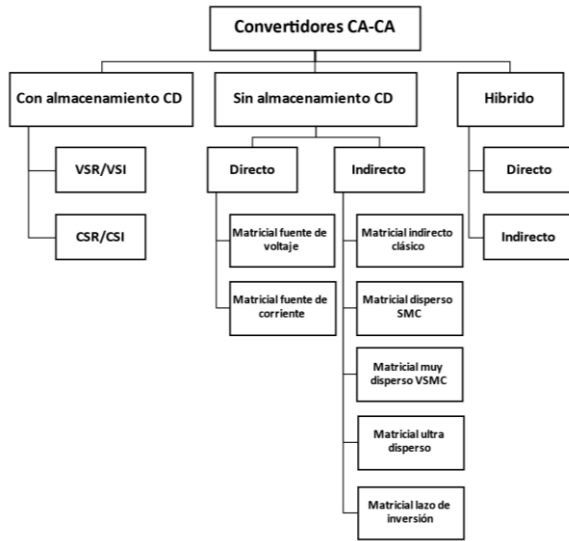 Convertidores CA-CA
Con almacenamiento CD
Sin almacenamiento CD
Hibrido
VSR/VSI
CSR/CSI
Directo
Matricial fuente de
voltaje
Matricial fuente de
corriente
Indirecto
Matricial indirecto
clásico
Matricial disperso
SMC
Matricial muy
disperso VSMC
Matricial ultra
disperso
Matricial lazo de
inversión
Directo
Indirecto